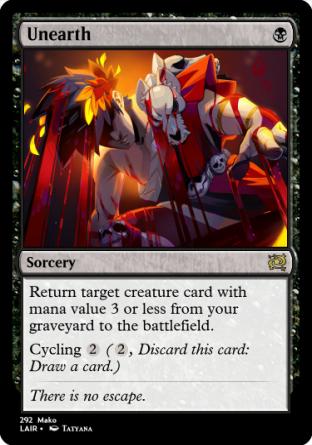 Unearth
Sorcery
Return target creature card with
mana value 3 or less from your
graveyard to the battlefield.
Cycling 2 ( 2, Discard this card:
Draw a card.)
There is no escape.
292 Mako
LAIR • Tatyana